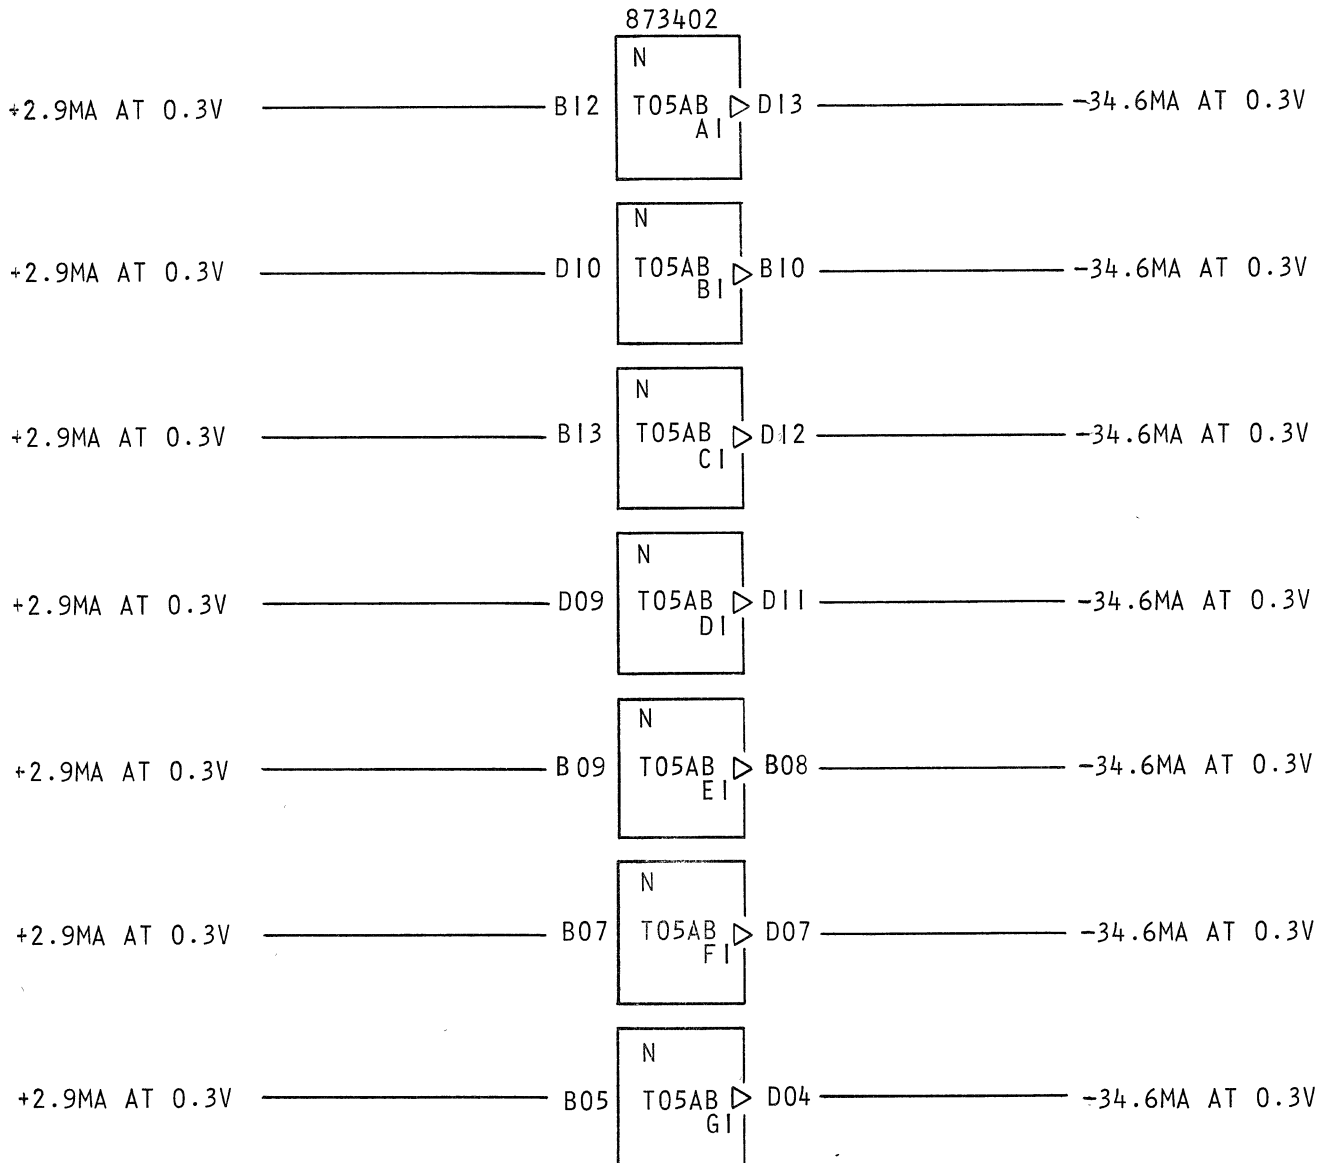 873402
N
+2.9MA AT 0.3V B12 T05AB D13 -34.6MA AT 0.3V
A1
N
+2.9MA AT 0.3V D10 T05AB B10 -34.6MA AT 0.3V
B1
N
+2.9MA AT 0.3V B13 T05AB D12 -34.6MA AT 0.3V
C1
N
+2.9MA AT 0.3V D09 T05AB D11 -34.6MA AT 0.3V
D1
N
+2.9MA AT 0.3V B09 T05AB B08 -34.6MA AT 0.3V
E1
N
+2.9MA AT 0.3V B07 T05AB D07 -34.6MA AT 0.3V
F1
N
+2.9MA AT 0.3V B05 T05AB D04 -34.6MA AT 0.3V
G1